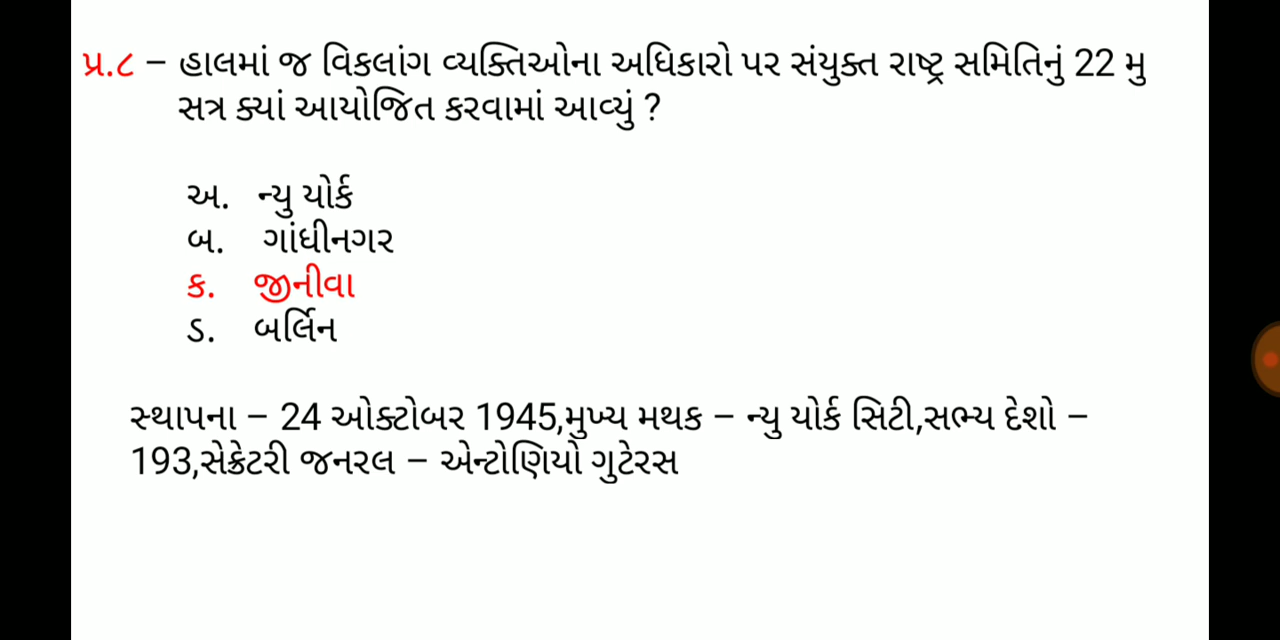 પ્ર.૮ – હાલમાં જ વિકલાંગ વ્યક્તિઓના અધિકારો પર સંયુક્ત રાષ્ટ્ર સમિતિનું 22 મુ
સત્ર ક્યાં આયોજિત કરવામાં આવ્યું ?
અ. ન્યુ યોર્ક
બ. ગાંધીનગર
ક. જીનીવા
ડ. બર્લિન
સ્થાપના – 24 ઓક્ટોબર 1945,મુખ્ય મથક – ન્યુ યોર્ક સિટી,સભ્ય દેશો –
193,સેક્રેટરી જનરલ – એન્ટોણિયો ગુટેરસ